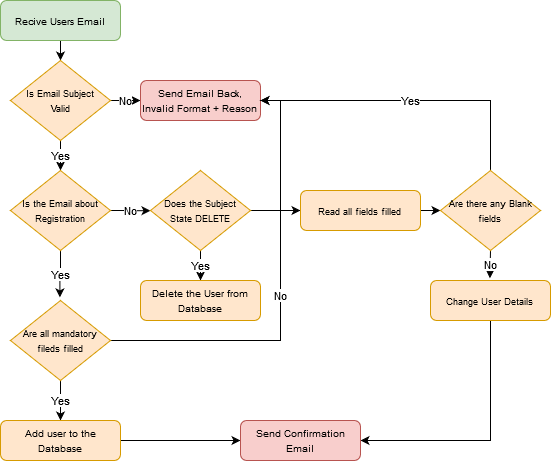 Recive Users Email
Is Email Subject
Valid
No
Send Email Back,
Invalid Format + Reason
Yes
Yes
Is the Email about
Registration
No
Does the Subject
State DELETE
Read all fields filled
Are there any Blank
fields
Yes
Yes
No
Delete the User from
Database
No
Change User Details
Are all mandatory
fileds filled
Yes
Add user to the
Database
Send Confirmation
Email